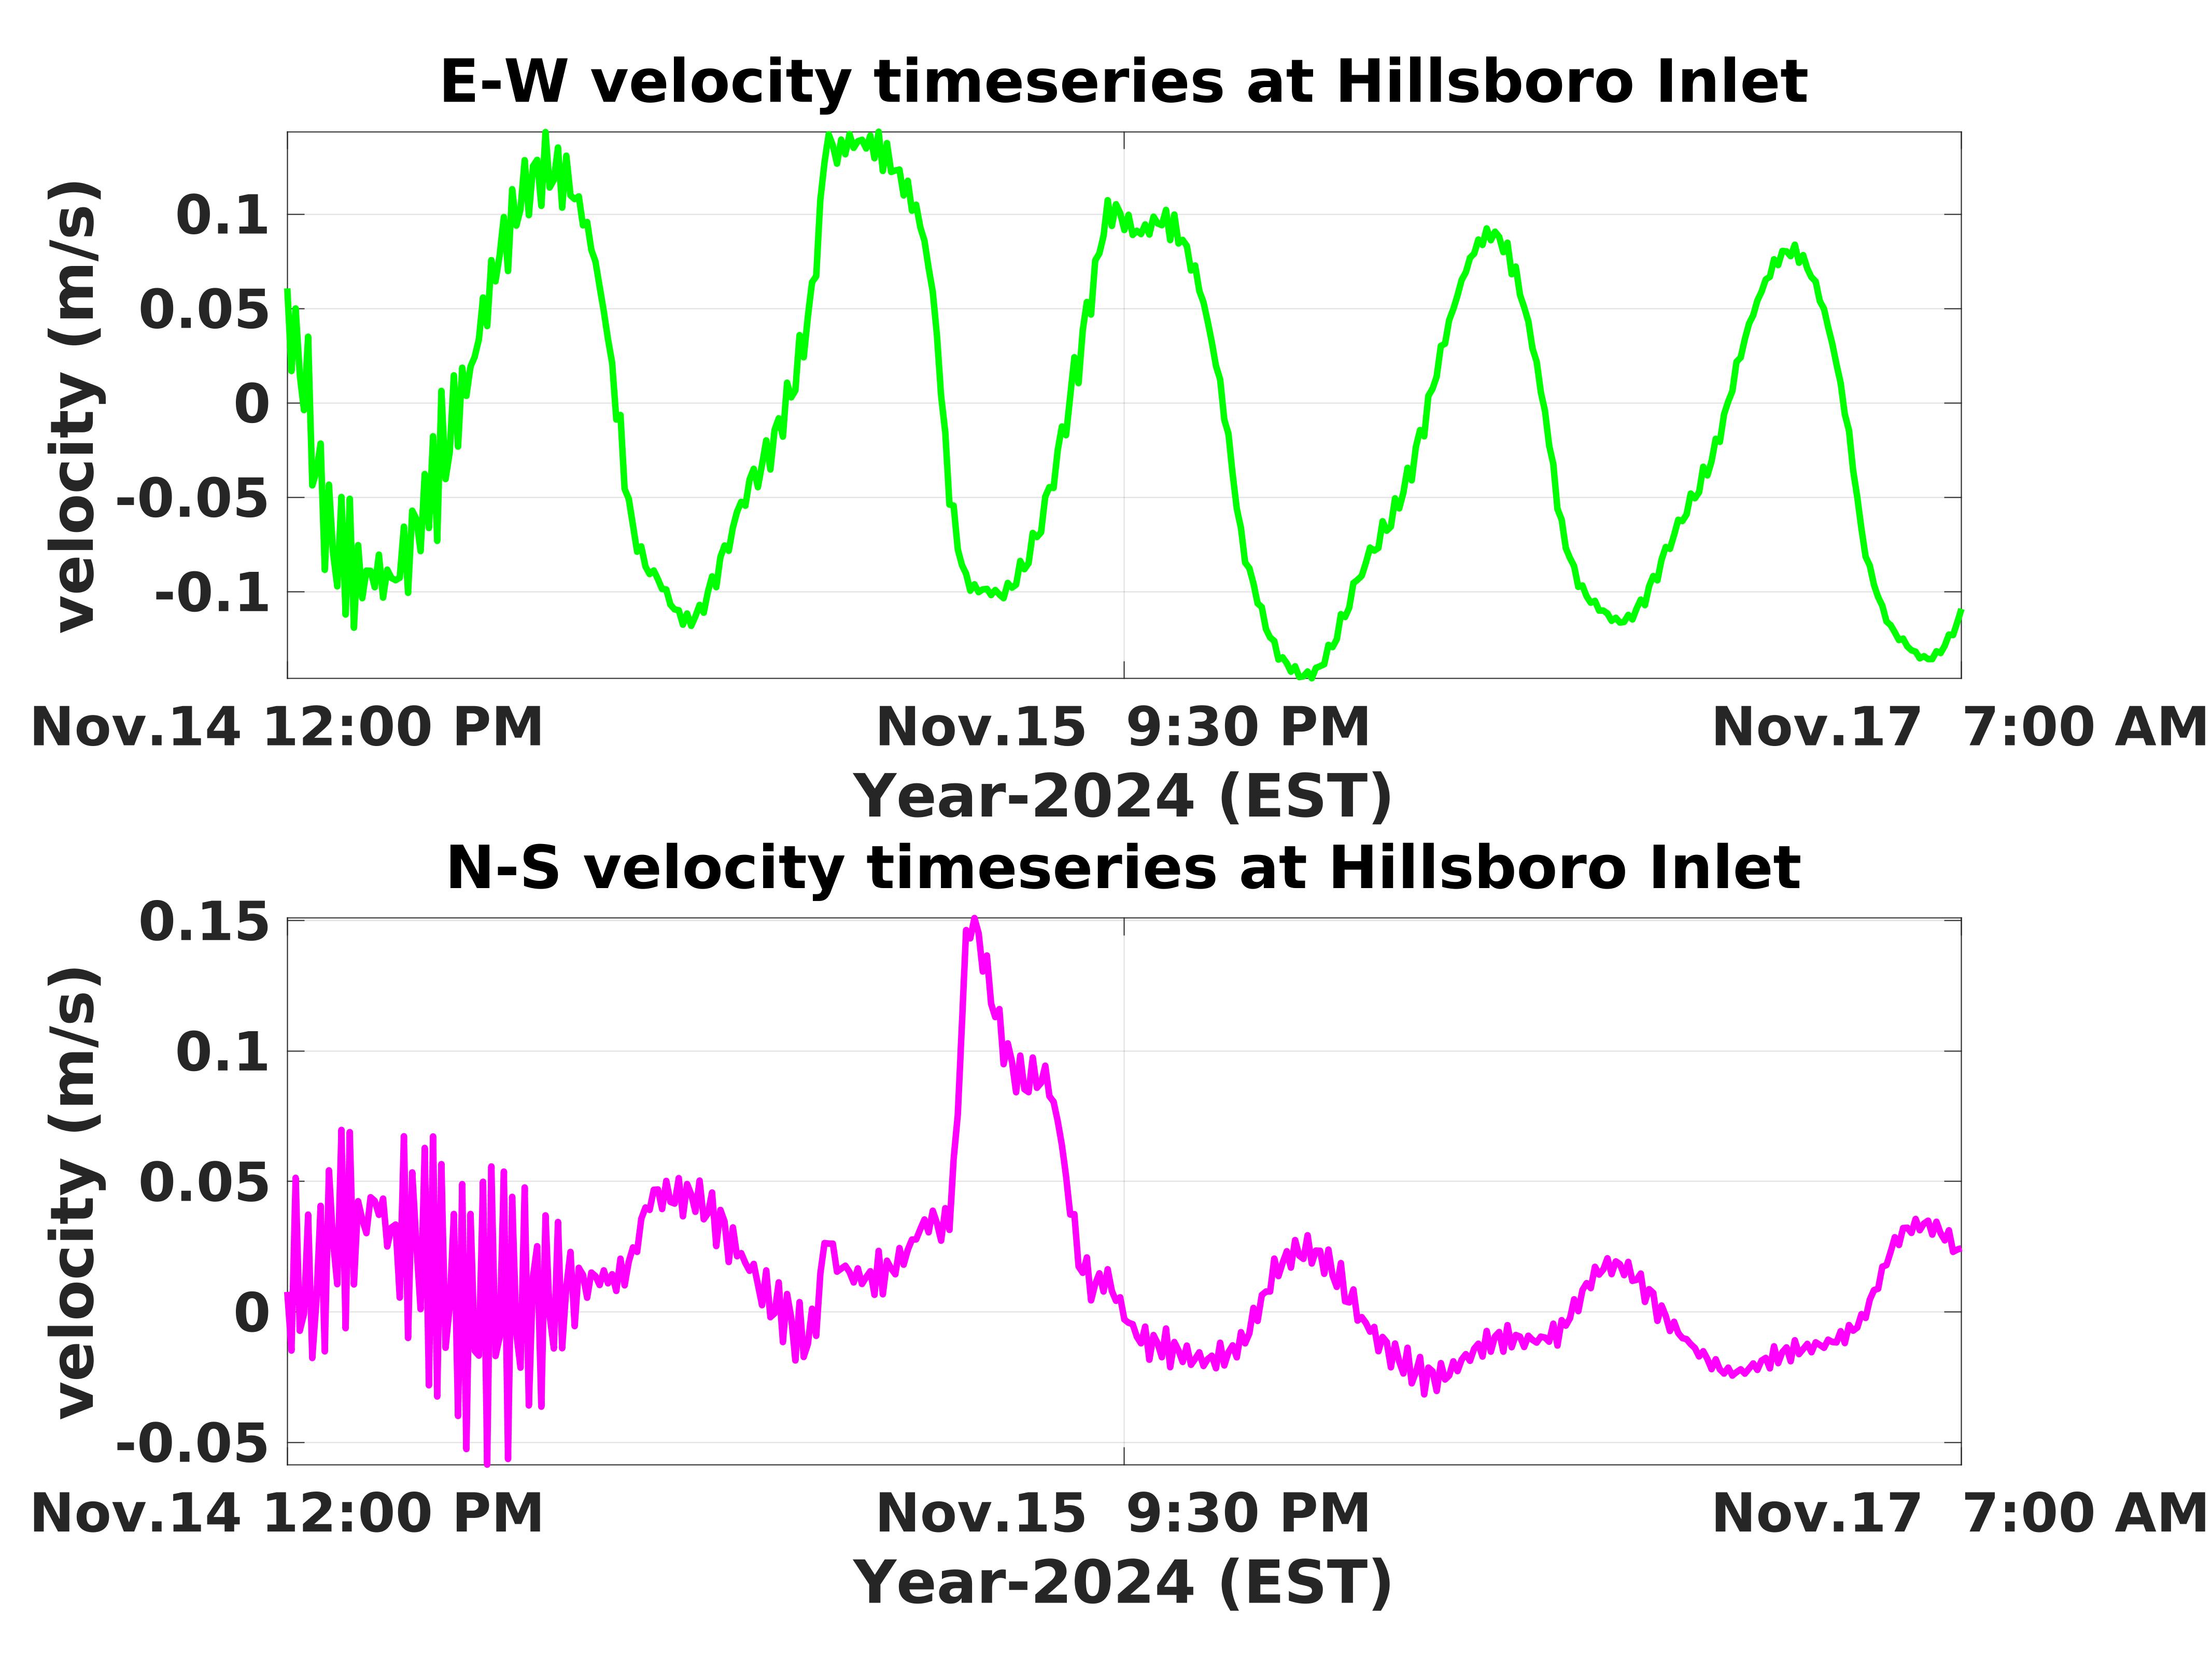 E-W velocity timeseries at Hillsboro Inlet
velocity (m/s)
0.1
0.05
0
-0.05
-0.1
Nov.14 12:00 PM
Nov.15  9:30 PM
Nov.17  7:00 AM
Year-2024 (EST)
N-S velocity timeseries at Hillsboro Inlet
velocity (m/s)
0.15
0.1
0.05
0
-0.05
Nov.14 12:00 PM
Nov.15  9:30 PM
Nov.17  7:00 AM
Year-2024 (EST)